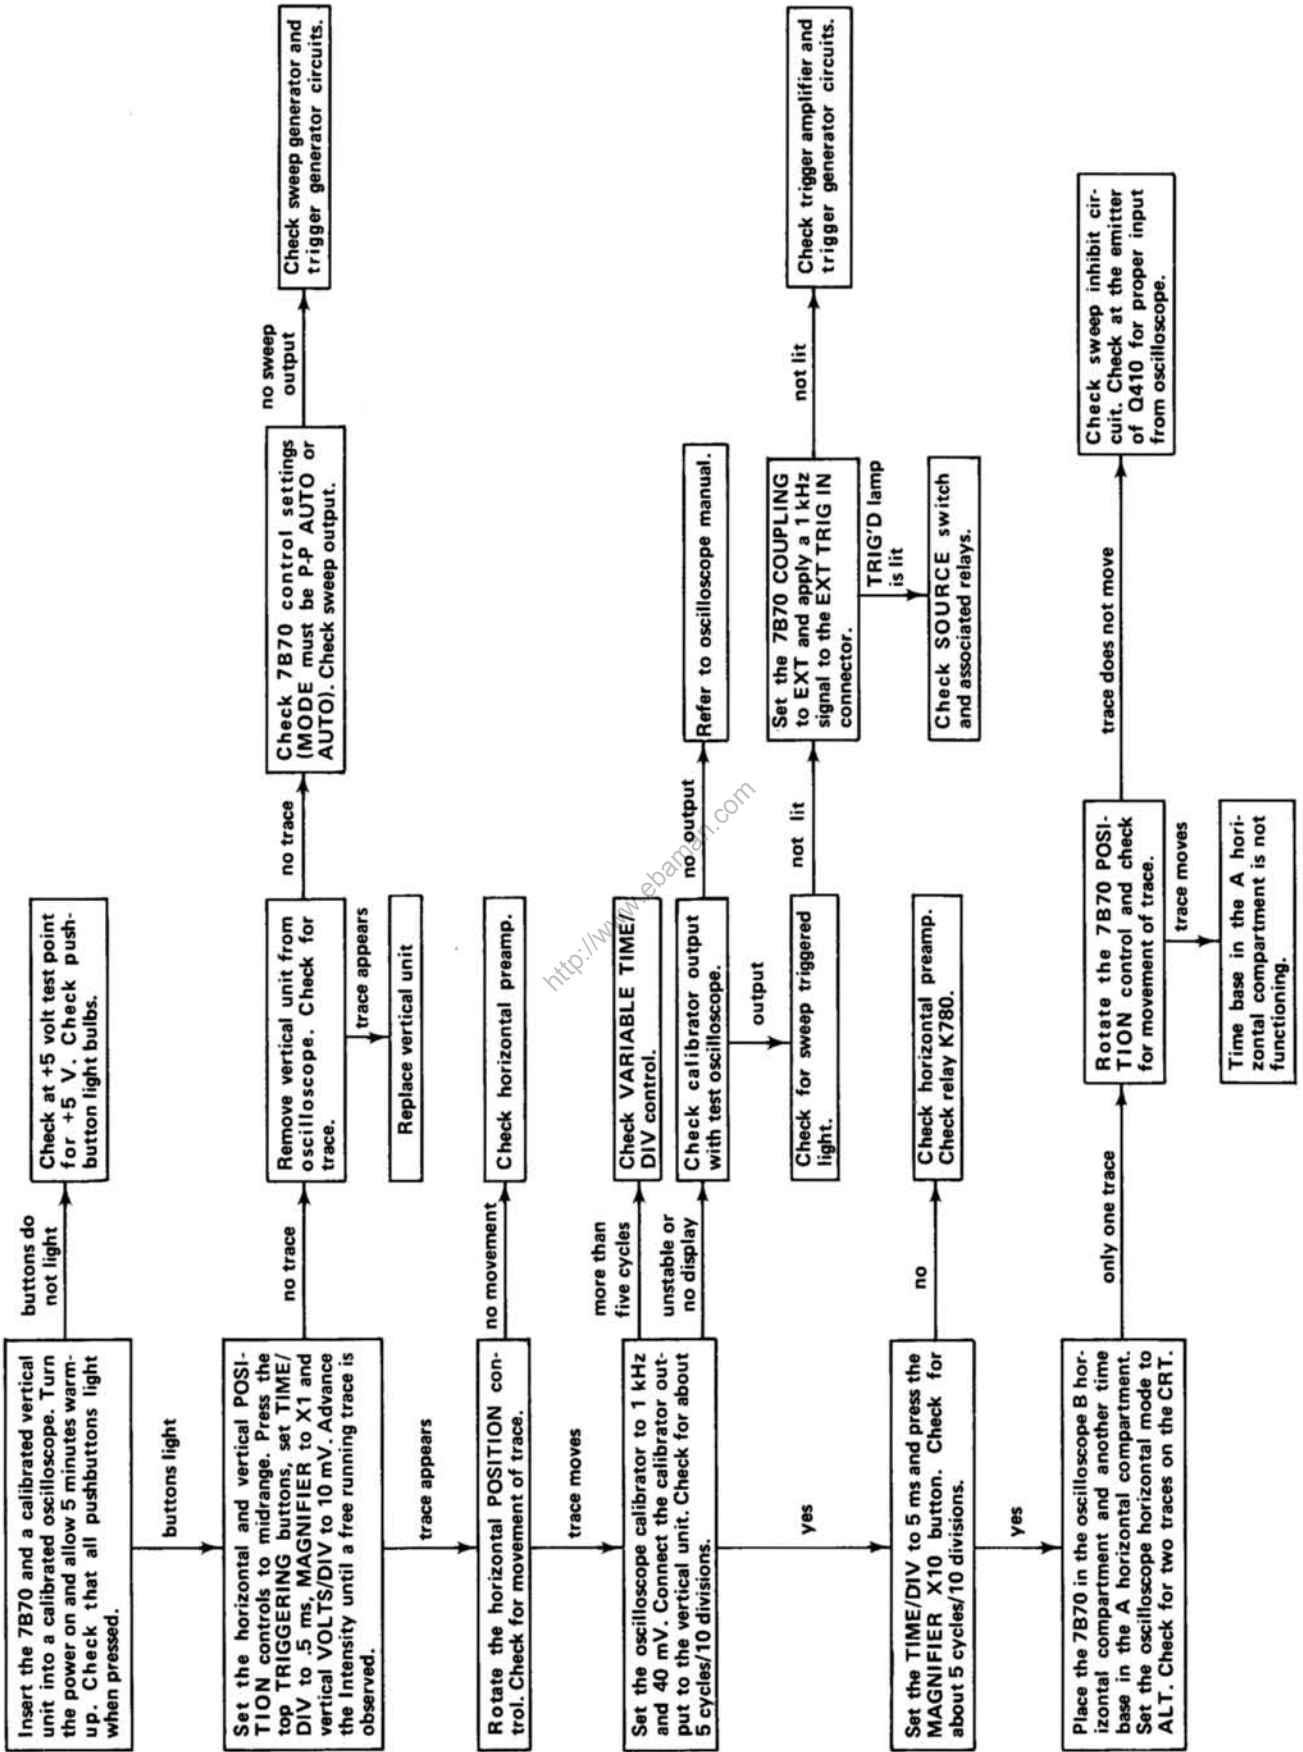 Insert the 7B70 and a calibrated vertical
unit into a calibrated oscilloscope. Turn
the power on and allow 5 minutes warm-
up. Check that all pushbuttons light
when pressed.
buttons do
not light
Check at +5 volt test point
for +5 V. Check push-
button light bulbs.
buttons light
Set the horizontal and vertical POSI-
TION controls to midrange. Press the
top TRIGGERING buttons, set TIME/
DIV to .5 ms, MAGNIFIER to X1 and
vertical VOLTS/DIV to 10 mV. Advance
the Intensity until a free running trace is
observed.
no trace
Remove vertical unit from
oscilloscope. Check for
trace.
no trace
Check 7B70 control settings
(MODE must be P-P AUTO or
AUTO). Check sweep output.
no sweep
output
Check sweep generator and
trigger generator circuits.
trace appears
Replace vertical unit
trace appears
Rotate the horizontal POSITION con-
trol. Check for movement of trace.
no movement
Check horizontal preamp.
trace moves
Set the oscilloscope calibrator to 1 kHz
and 40 mV. Connect the calibrator out-
put to the vertical unit. Check for about
5 cycles/10 divisions.
more than
five cycles
Check VARIABLE TIME/
DIV control.
unstable or
no display
Check calibrator output
with test oscilloscope.
no output
Refer to oscilloscope manual.
output
Check for sweep triggered
light.
not lit
Set the 7B70 COUPLING
to EXT and apply a 1 kHz
signal to the EXT TRIG IN
connector.
not lit
Check trigger amplifier and
trigger generator circuits.
TRIG'D lamp
is lit
Check SOURCE switch
and associated relays.
yes
Set the TIME/DIV to 5 ms and press the
MAGNIFIER X10 button. Check for
about 5 cycles/10 divisions.
no
Check horizontal preamp.
Check relay K780.
yes
Place the 7B70 in the oscilloscope B hor-
izontal compartment and another time
base in the A horizontal compartment.
Set the oscilloscope horizontal mode to
ALT. Check for two traces on the CRT.
only one trace
Rotate the 7B70 POSI-
TION control and check
for movement of trace.
trace does not move
Check sweep inhibit cir-
cuit. Check at the emitter
of Q410 for proper input
from oscilloscope.
trace moves
Time base in the A hori-
zontal compartment is not
functioning.
http://www.ebaman.com